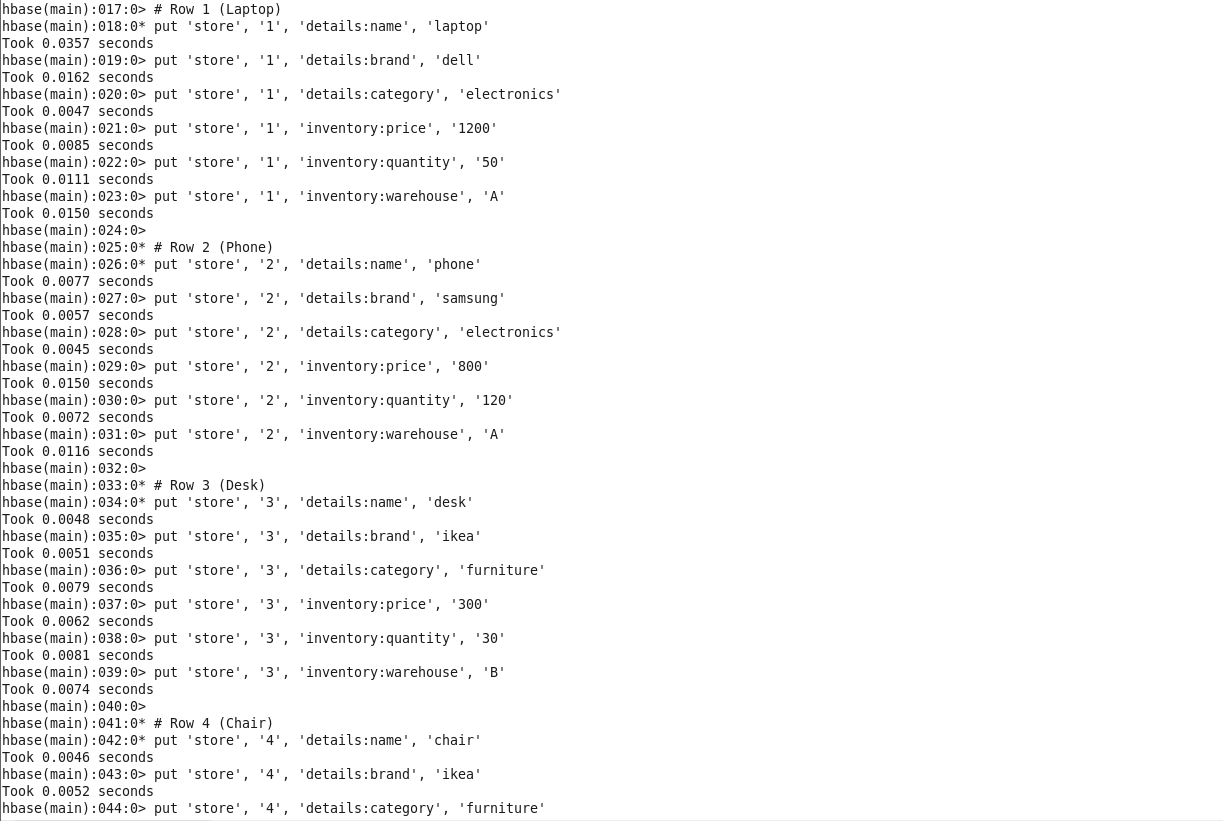 hbase(main):017:0> # Row 1 (Laptop)
hbase(main):018:0* put 'store', '1', 'details:name', 'laptop'
Took 0.0357 seconds
hbase(main):019:0> put 'store', '1', 'details:brand', 'dell'
Took 0.0162 seconds
hbase(main):020:0> put 'store', '1', 'details:category', 'electronics'
Took 0.0047 seconds
hbase(main):021:0> put 'store', '1', 'inventory:price', '1200'
Took 0.0085 seconds
hbase(main):022:0> put 'store', '1', 'inventory:quantity', '50'
Took 0.0111 seconds
hbase(main):023:0> put 'store', '1', 'inventory:warehouse', 'A'
Took 0.0150 seconds
hbase(main):024:0>
hbase(main):025:0* # Row 2 (Phone)
hbase(main):026:0* put 'store', '2', 'details:name', 'phone'
Took 0.0077 seconds
hbase(main):027:0> put 'store', '2', 'details:brand', 'samsung'
Took 0.0057 seconds
hbase(main):028:0> put 'store', '2', 'details:category', 'electronics'
Took 0.0045 seconds
hbase(main):029:0> put 'store', '2', 'inventory:price', '800'
Took 0.0150 seconds
hbase(main):030:0> put 'store', '2', 'inventory:quantity', '120'
Took 0.0072 seconds
hbase(main):031:0> put 'store', '2', 'inventory:warehouse', 'A'
Took 0.0116 seconds
hbase(main):032:0>
hbase(main):033:0* # Row 3 (Desk)
hbase(main):034:0* put 'store', '3', 'details:name', 'desk'
Took 0.0048 seconds
hbase(main):035:0> put 'store', '3', 'details:brand', 'ikea'
Took 0.0051 seconds
hbase(main):036:0> put 'store', '3', 'details:category', 'furniture'
Took 0.0079 seconds
hbase(main):037:0> put 'store', '3', 'inventory:price', '300'
Took 0.0062 seconds
hbase(main):038:0> put 'store', '3', 'inventory:quantity', '30'
Took 0.0081 seconds
hbase(main):039:0> put 'store', '3', 'inventory:warehouse', 'B'
Took 0.0074 seconds
hbase(main):040:0>
hbase(main):041:0* # Row 4 (Chair)
hbase(main):042:0* put 'store', '4', 'details:name', 'chair'
Took 0.0046 seconds
hbase(main):043:0> put 'store', '4', 'details:brand', 'ikea'
Took 0.0052 seconds
hbase(main):044:0> put 'store', '4', 'details:category', 'furniture'